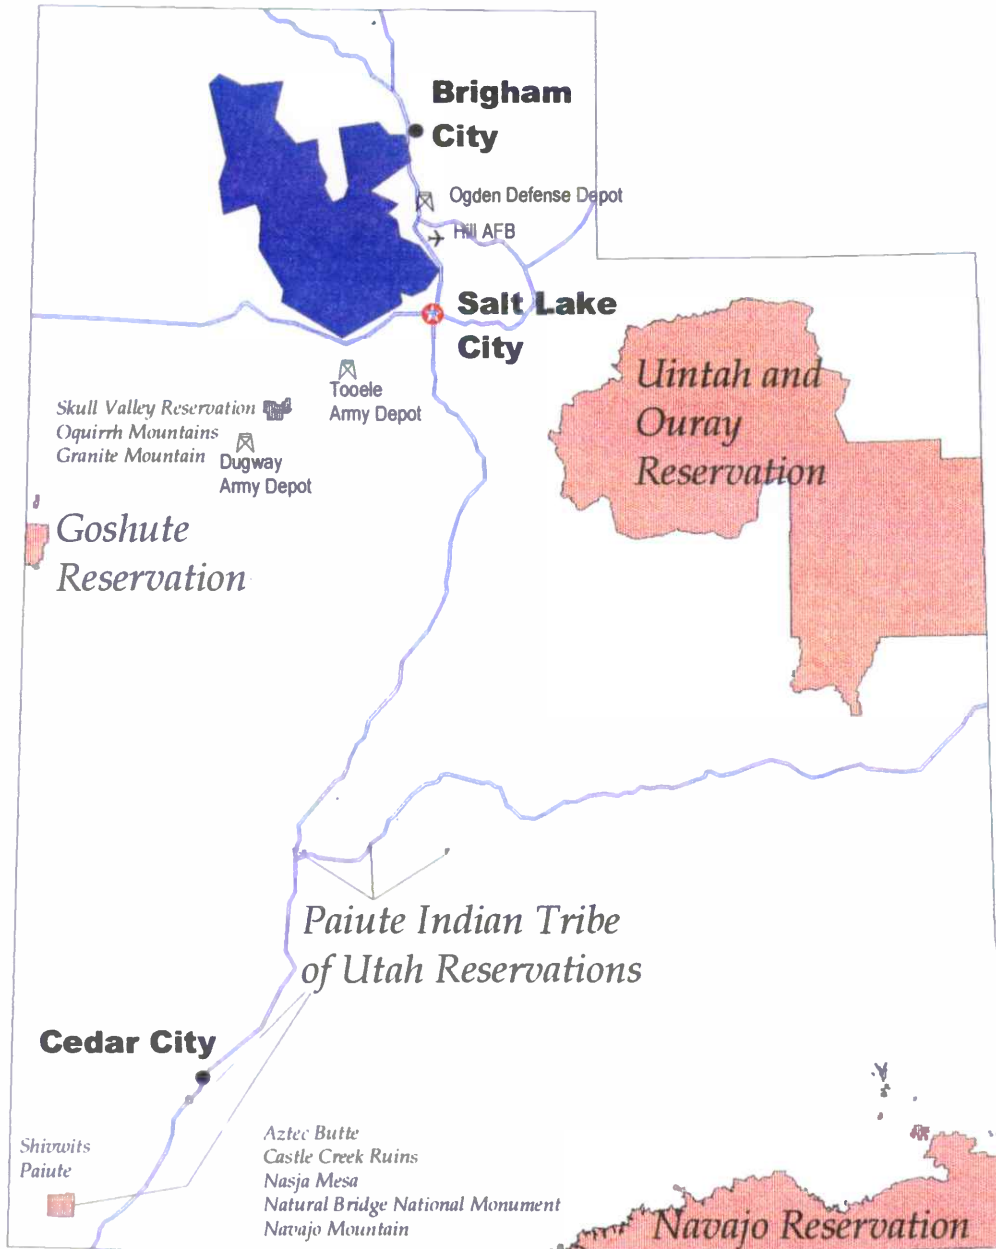 Brigham
City
Ogden Defense Depot
Hill AFB
Salt Lake
City
Uintah and
Ouray
Reservation
Tooele
Army Depot
Skull Valley Reservation
Oquirrh Mountains
Granite Mountain
Dugway
Army Depot
Goshute
Reservation
Paiute Indian Tribe
of Utah Reservations
Cedar City
Shivwits
Paiute
Aztec Butte
Castle Creek Ruins
Nasja Mesa
Natural Bridge National Monument
Navajo Mountain
Navajo Reservation